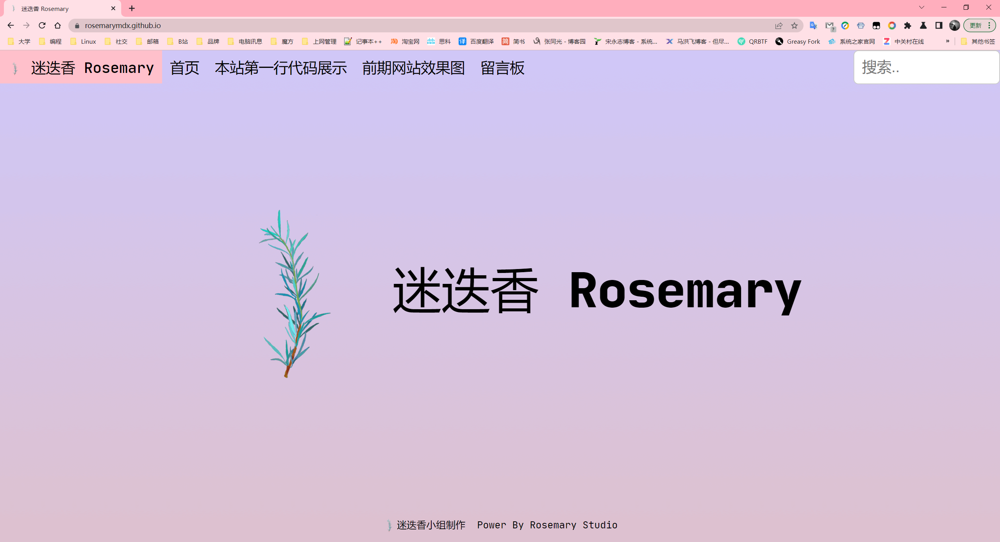 迷迭香 Rosemary
rosemarymdx.github.io 更新
大学 编程 Linux 社交 邮箱 B站 品牌 电脑讯息 魔方 上网管理 记事本++ 淘宝网 思科 百度翻译 简书 张同光 - 博客园 宋永志博客 - 系统... 马洪飞博客 - 但尽... QRBTF Greasy Fork 系统之家官网 中关村在线 » 其他书签
迷迭香 Rosemary 首页 本站第一行代码展示 前期网站效果图 留言板 搜索..
迷迭香 Rosemary
迷迭香小组制作 Power By Rosemary Studio